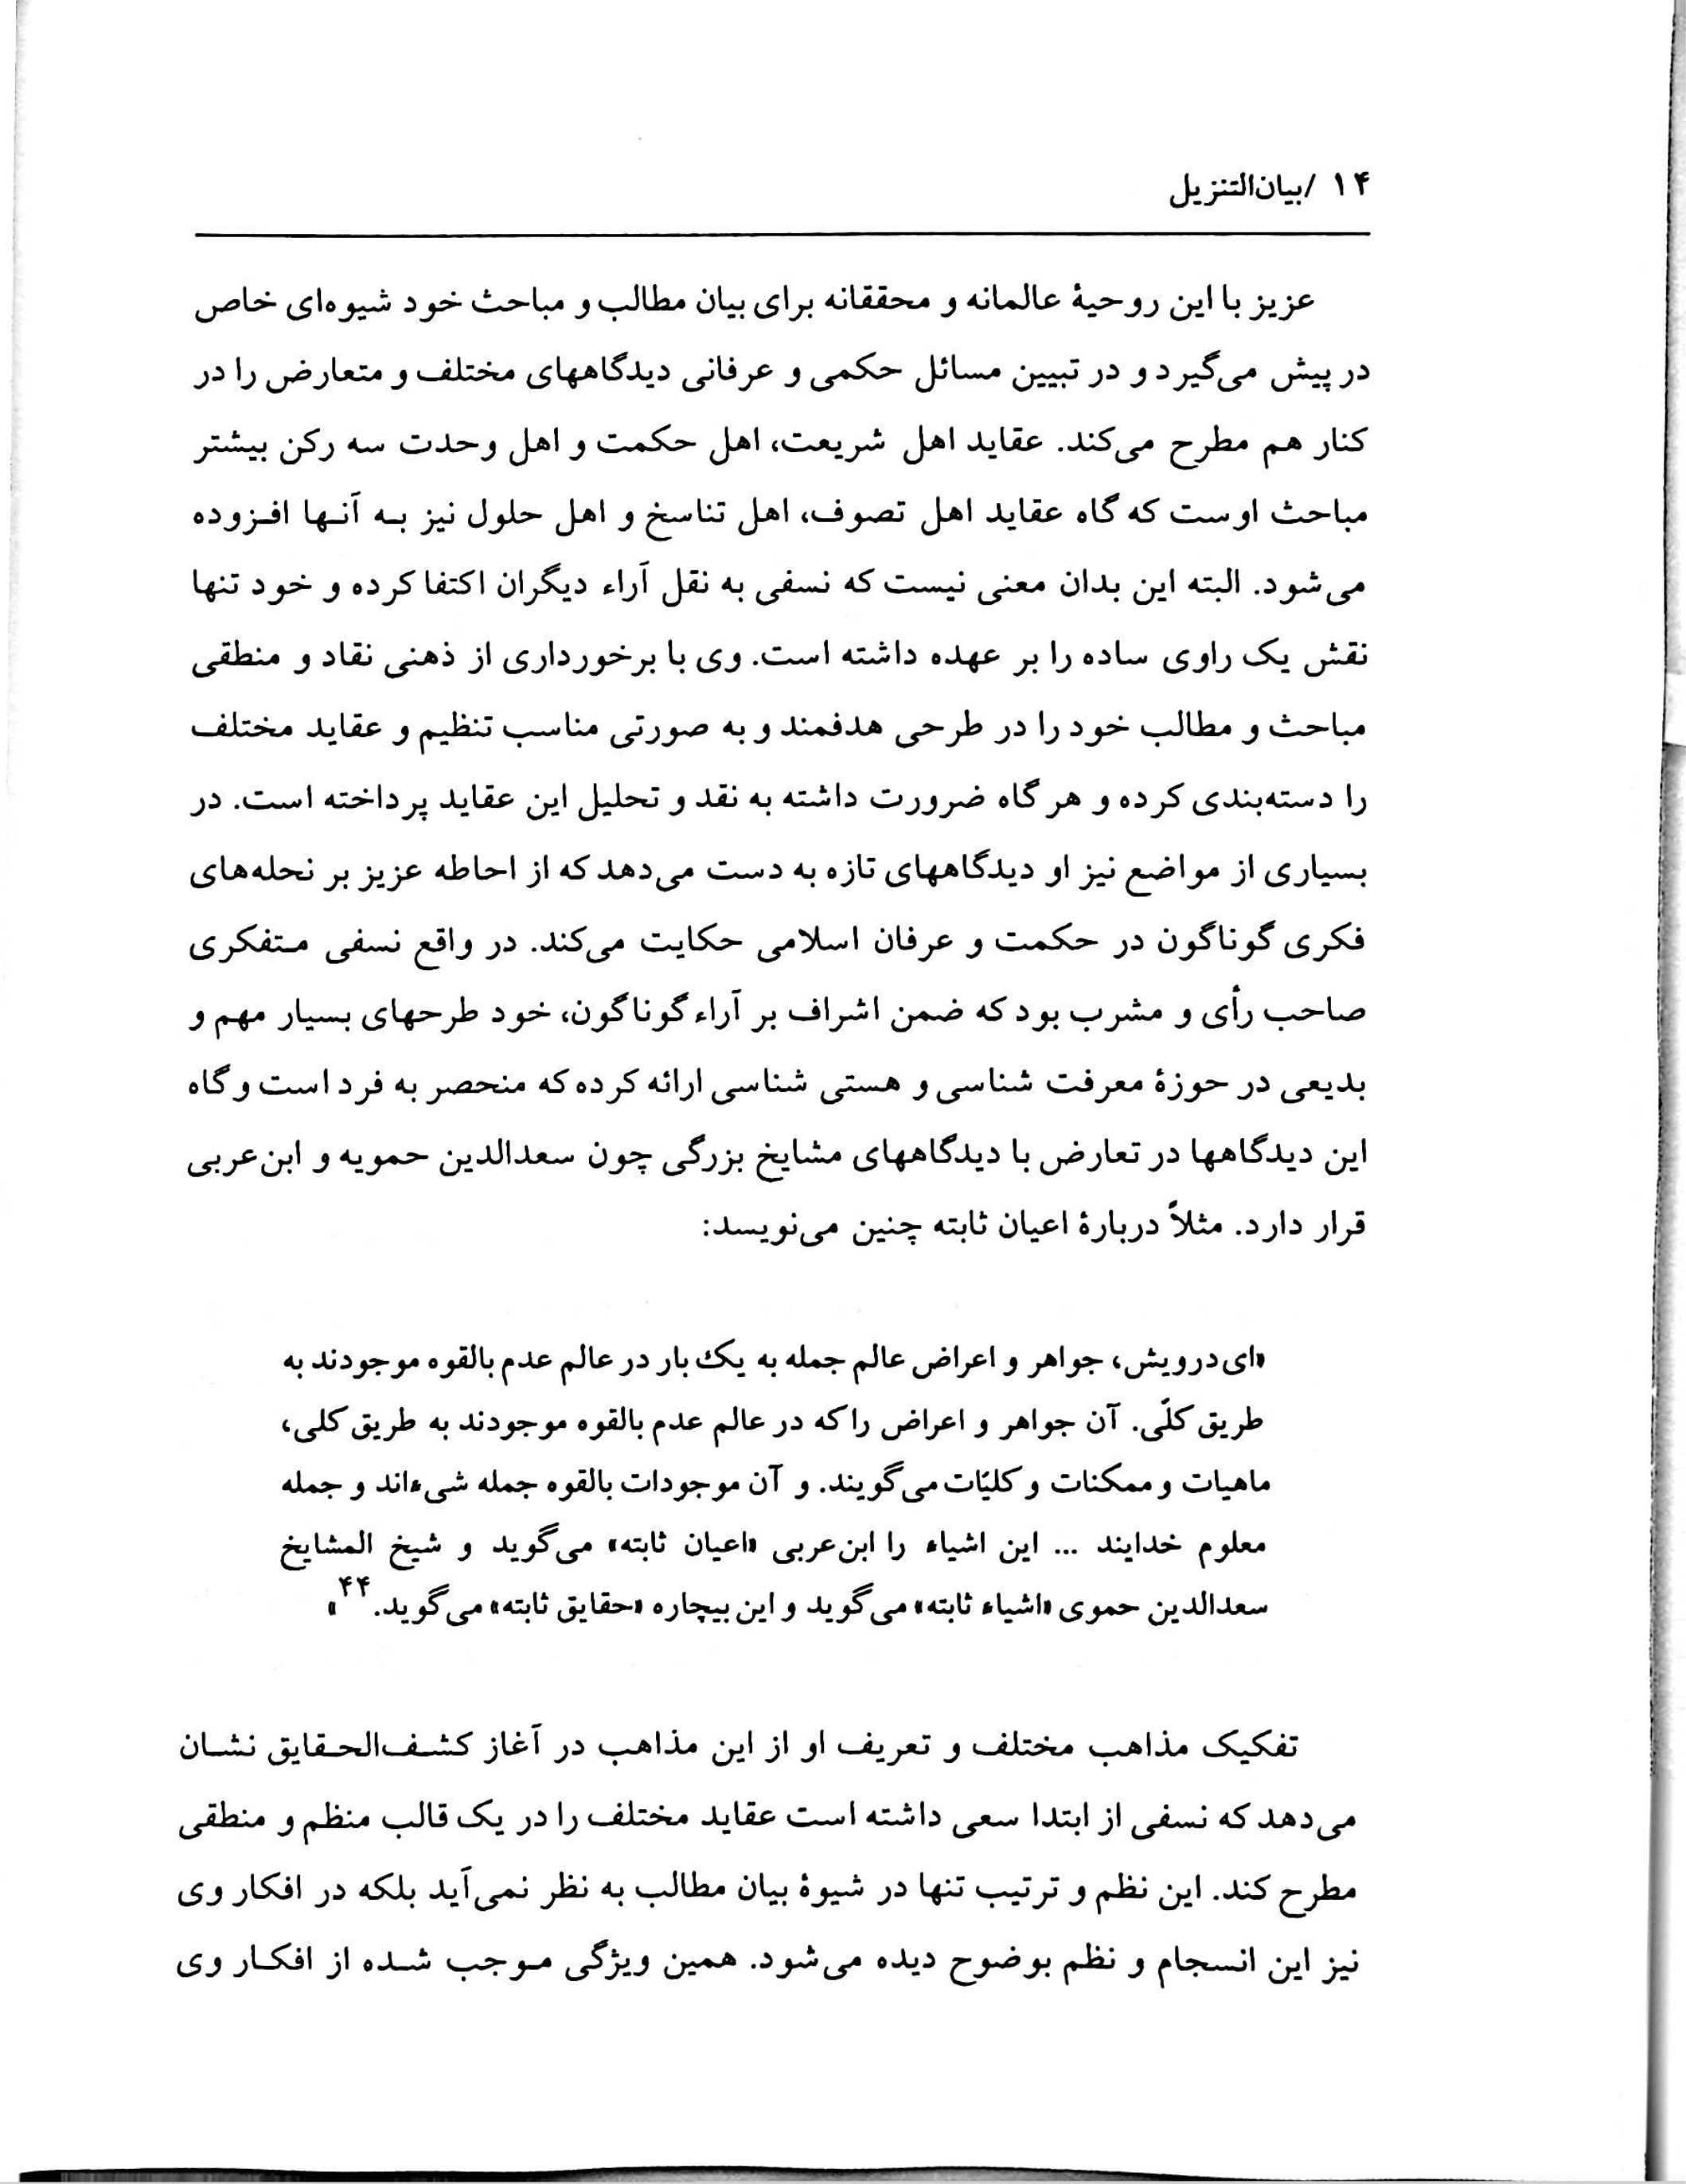 ۱۴ /بیان‌التنزیل
عزیز با این روحیهٔ عالمانه و محققانه برای بیان مطالب و مباحث خود شیوه‌ای خاص
در پیش می‌گیرد و در تبیین مسائل حکمی و عرفانی دیدگاههای مختلف و متعارض را در
کنار هم مطرح می‌کند. عقاید اهل شریعت، اهل حکمت و اهل وحدت سه رکن بیشتر
مباحث اوست که گاه عقاید اهل تصوف، اهل تناسخ و اهل حلول نیز بـه آنـها افـزوده
می‌شود. البته این بدان معنی نیست که نسفی به نقل آراء دیگران اکتفا کرده و خود تنها
نقش یک راوی ساده را بر عهده داشته است. وی با برخورداری از ذهنی نقاد و منطقی
مباحث و مطالب خود را در طرحی هدفمند و به صورتی مناسب تنظیم و عقاید مختلف
را دسته‌بندی کرده و هر گاه ضرورت داشته به نقد و تحلیل این عقاید پرداخته است. در
بسیاری از مواضع نیز او دیدگاههای تازه به دست می‌دهد که از احاطه عزیز بر نحله‌های
فکری گوناگون در حکمت و عرفان اسلامی حکایت می‌کند. در واقع نسفی مـتفکری
صاحب رأی و مشرب بود که ضمن اشراف بر آراء گوناگون، خود طرحهای بسیار مهم و
بدیعی در حوزهٔ معرفت شناسی و هستی شناسی ارائه کرده که منحصر به فرد است و گاه
این دیدگاهها در تعارض با دیدگاههای مشایخ بزرگی چون سعدالدین حمویه و ابن‌عربی
قرار دارد. مثلاً دربارهٔ اعیان ثابته چنین می‌نویسد:
«ای درویش، جواهر و اعراض عالم جمله به یک بار در عالم عدم بالقوه موجودند به
طریق کلّی. آن جواهر و اعراض را که در عالم عدم بالقوه موجودند به طریق کلی،
ماهیات و ممکنات و کلیّات می‌گویند. و آن موجودات بالقوه جمله شیءاند و جمله
معلوم خدایند ... این اشیاء را ابن‌عربی «اعیان ثابته» می‌گوید و شیخ المشایخ
سعدالدین حموی «اشیاء ثابته» می‌گوید و این بیچاره «حقایق ثابته» می‌گوید.۴۴»
تفکیک مذاهب مختلف و تعریف او از این مذاهب در آغاز کشـف‌الحـقایق نشـان
می‌دهد که نسفی از ابتدا سعی داشته است عقاید مختلف را در یک قالب منظم و منطقی
مطرح کند. این نظم و ترتیب تنها در شیوهٔ بیان مطالب به نظر نمی‌آید بلکه در افکار وی
نیز این انسجام و نظم بوضوح دیده می‌شود. همین ویژگی مـوجب شـده از افکـار وی